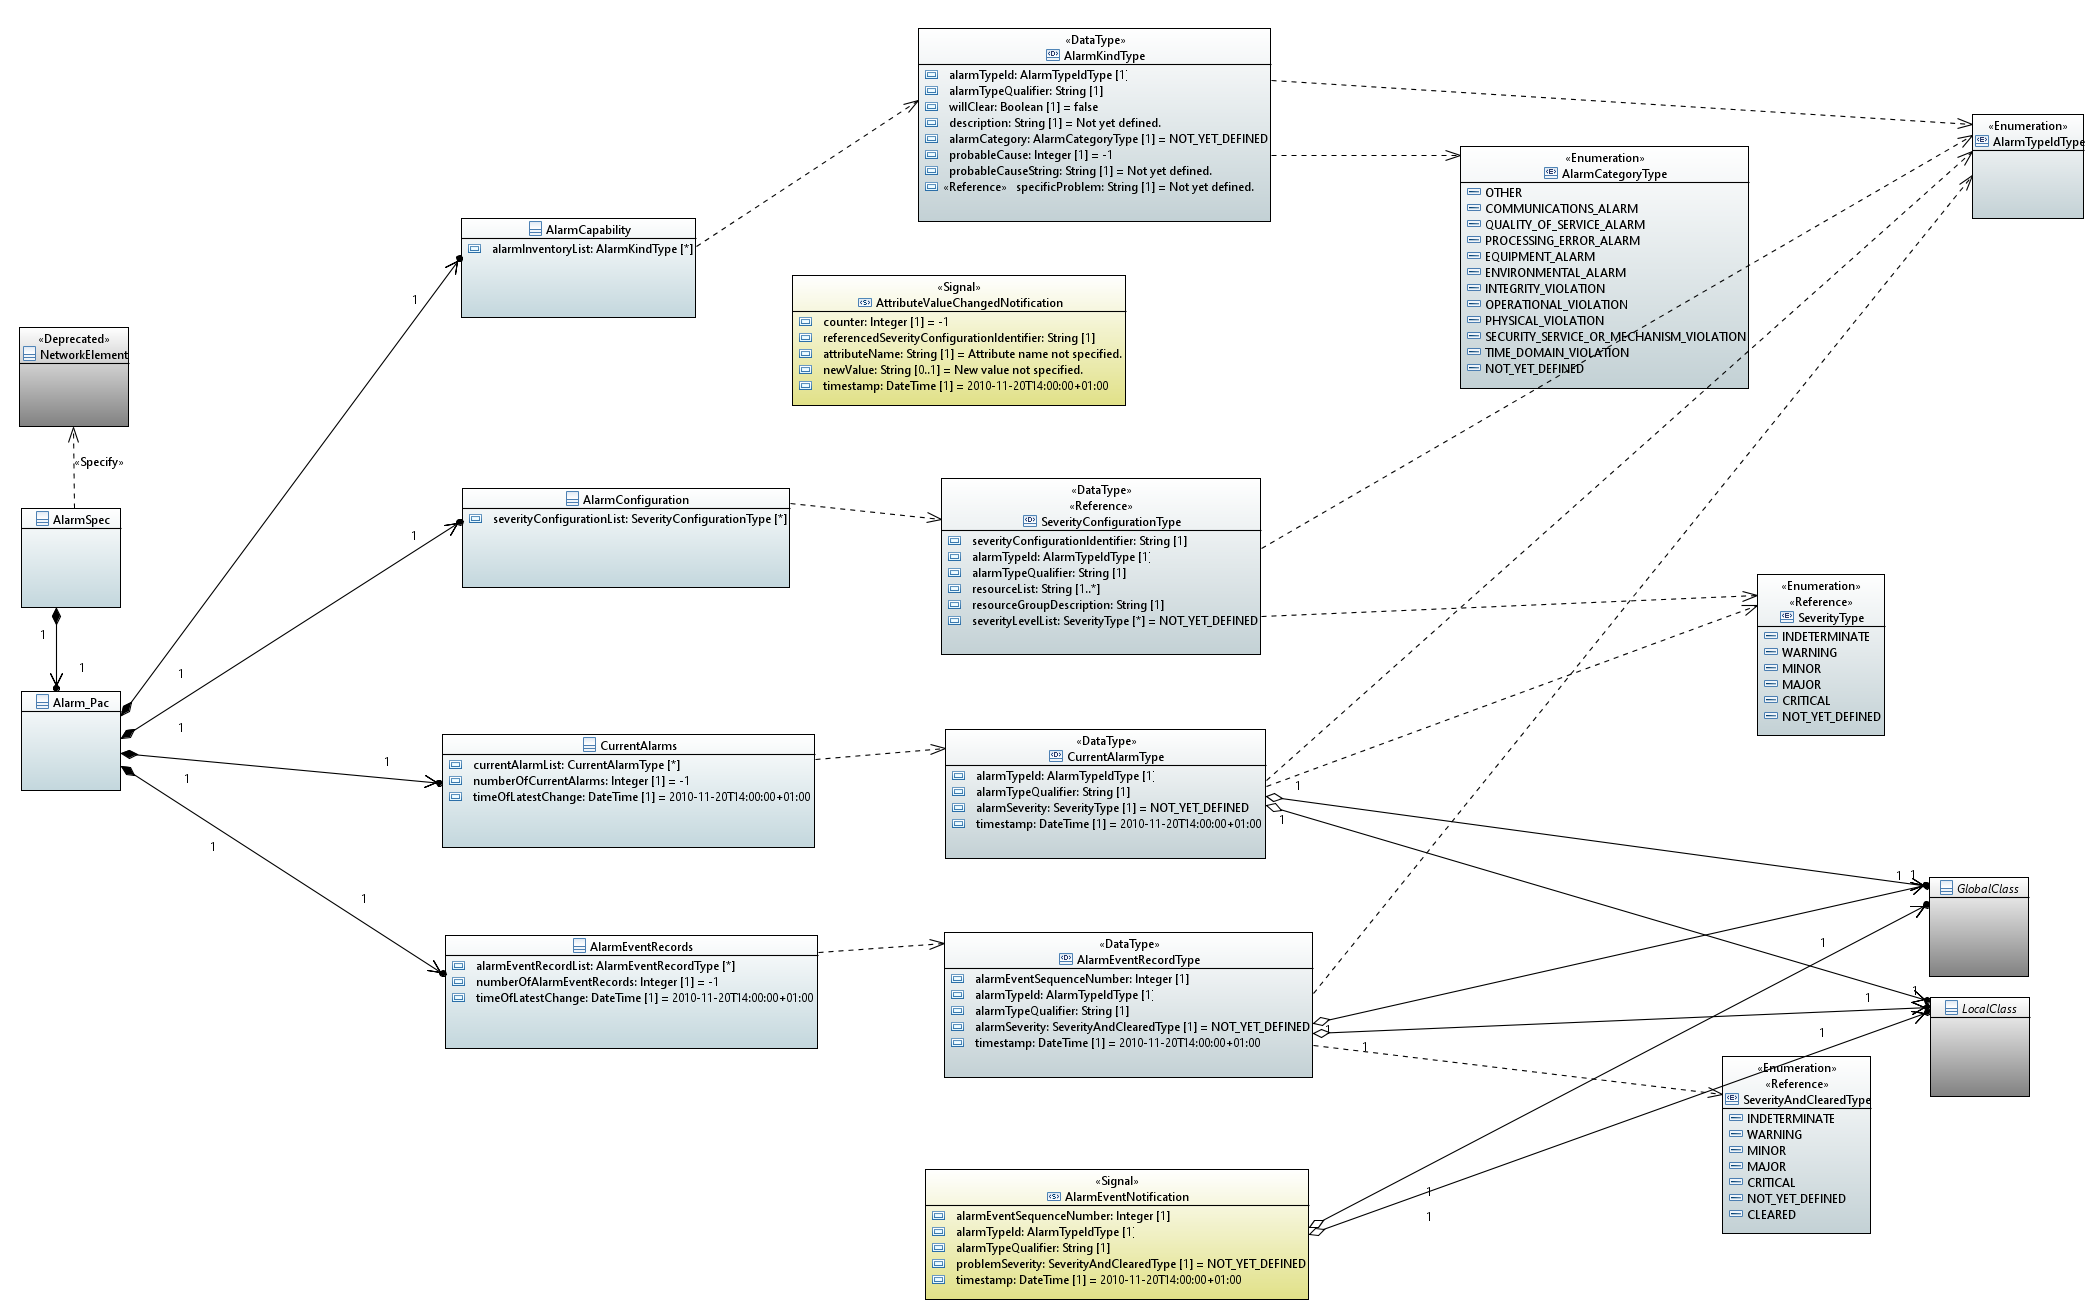 «DataType»
AlarmKindType
alarmTypeId: AlarmTypeIdType [1]
alarmTypeQualifier: String [1]
willClear: Boolean [1] = false
description: String [1] = Not yet defined.
alarmCategory: AlarmCategoryType [1] = NOT_YET_DEFINED
probableCause: Integer [1] = -1
probableCauseString: String [1] = Not yet defined.
«Reference» specificProblem: String [1] = Not yet defined.
«Enumeration»
AlarmTypeIdType
«Enumeration»
AlarmCategoryType
OTHER
COMMUNICATIONS_ALARM
QUALITY_OF_SERVICE_ALARM
PROCESSING_ERROR_ALARM
EQUIPMENT_ALARM
ENVIRONMENTAL_ALARM
INTEGRITY_VIOLATION
OPERATIONAL_VIOLATION
PHYSICAL_VIOLATION
SECURITY_SERVICE_OR_MECHANISM_VIOLATION
TIME_DOMAIN_VIOLATION
NOT_YET_DEFINED
AlarmCapability
alarmInventoryList: AlarmKindType [*]
1
«Signal»
AttributeValueChangedNotification
counter: Integer [1] = -1
referencedSeverityConfigurationIdentifier: String [1]
attributeName: String [1] = Attribute name not specified.
newValue: String [0..1] = New value not specified.
timestamp: DateTime [1] = 2010-11-20T14:00:00+01:00
«Deprecated»
NetworkElement
«Specify»
AlarmSpec
1
1
Alarm_Pac
1
1
1
1
AlarmConfiguration
severityConfigurationList: SeverityConfigurationType [*]
1
«DataType»
«Reference»
SeverityConfigurationType
severityConfigurationIdentifier: String [1]
alarmTypeId: AlarmTypeIdType [1]
alarmTypeQualifier: String [1]
resourceList: String [1..*]
resourceGroupDescription: String [1]
severityLevelList: SeverityType [*] = NOT_YET_DEFINED
«Enumeration»
«Reference»
SeverityType
INDETERMINATE
WARNING
MINOR
MAJOR
CRITICAL
NOT_YET_DEFINED
1
CurrentAlarms
currentAlarmList: CurrentAlarmType [*]
numberOfCurrentAlarms: Integer [1] = -1
timeOfLatestChange: DateTime [1] = 2010-11-20T14:00:00+01:00
«DataType»
CurrentAlarmType
alarmTypeId: AlarmTypeIdType [1]
alarmTypeQualifier: String [1]
alarmSeverity: SeverityType [1] = NOT_YET_DEFINED
timestamp: DateTime [1] = 2010-11-20T14:00:00+01:00
1
1
1
1
GlobalClass
1
AlarmEventRecords
alarmEventRecordList: AlarmEventRecordType [*]
numberOfAlarmEventRecords: Integer [1] = -1
timeOfLatestChange: DateTime [1] = 2010-11-20T14:00:00+01:00
«DataType»
AlarmEventRecordType
alarmEventSequenceNumber: Integer [1]
alarmTypeId: AlarmTypeIdType [1]
alarmTypeQualifier: String [1]
alarmSeverity: SeverityAndClearedType [1] = NOT_YET_DEFINED
timestamp: DateTime [1] = 2010-11-20T14:00:00+01:00
1
1
1
1
1
1
LocalClass
«Enumeration»
«Reference»
SeverityAndClearedType
INDETERMINATE
WARNING
MINOR
MAJOR
CRITICAL
NOT_YET_DEFINED
CLEARED
«Signal»
AlarmEventNotification
alarmEventSequenceNumber: Integer [1]
alarmTypeId: AlarmTypeIdType [1]
alarmTypeQualifier: String [1]
problemSeverity: SeverityAndClearedType [1] = NOT_YET_DEFINED
timestamp: DateTime [1] = 2010-11-20T14:00:00+01:00
1
1